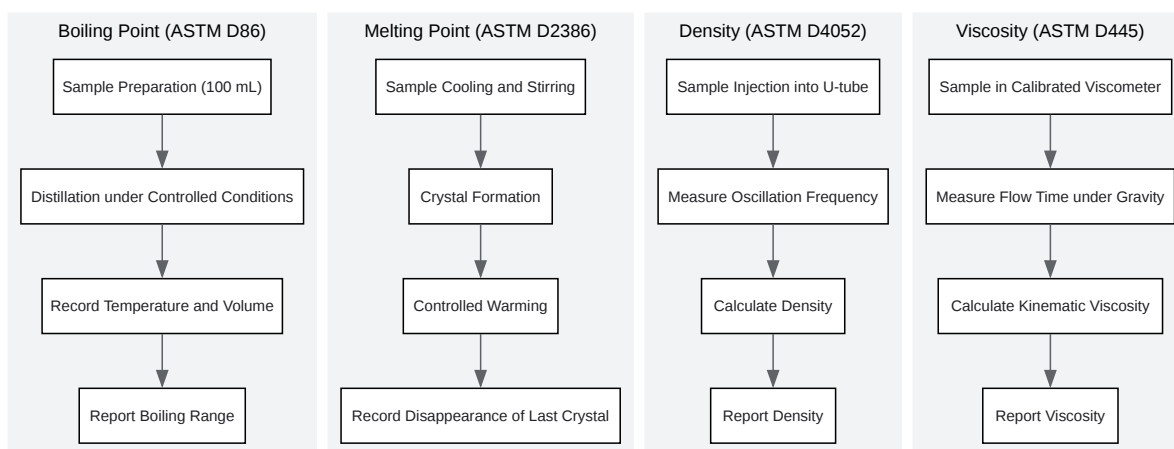 Boiling Point (ASTM D86)
Sample Preparation (100 mL)
Distillation under Controlled Conditions
Record Temperature and Volume
Report Boiling Range
Melting Point (ASTM D2386)
Sample Cooling and Stirring
Crystal Formation
Controlled Warming
Record Disappearance of Last Crystal
Density (ASTM D4052)
Sample Injection into U-tube
Measure Oscillation Frequency
Calculate Density
Report Density
Viscosity (ASTM D445)
Sample in Calibrated Viscometer
Measure Flow Time under Gravity
Calculate Kinematic Viscosity
Report Viscosity